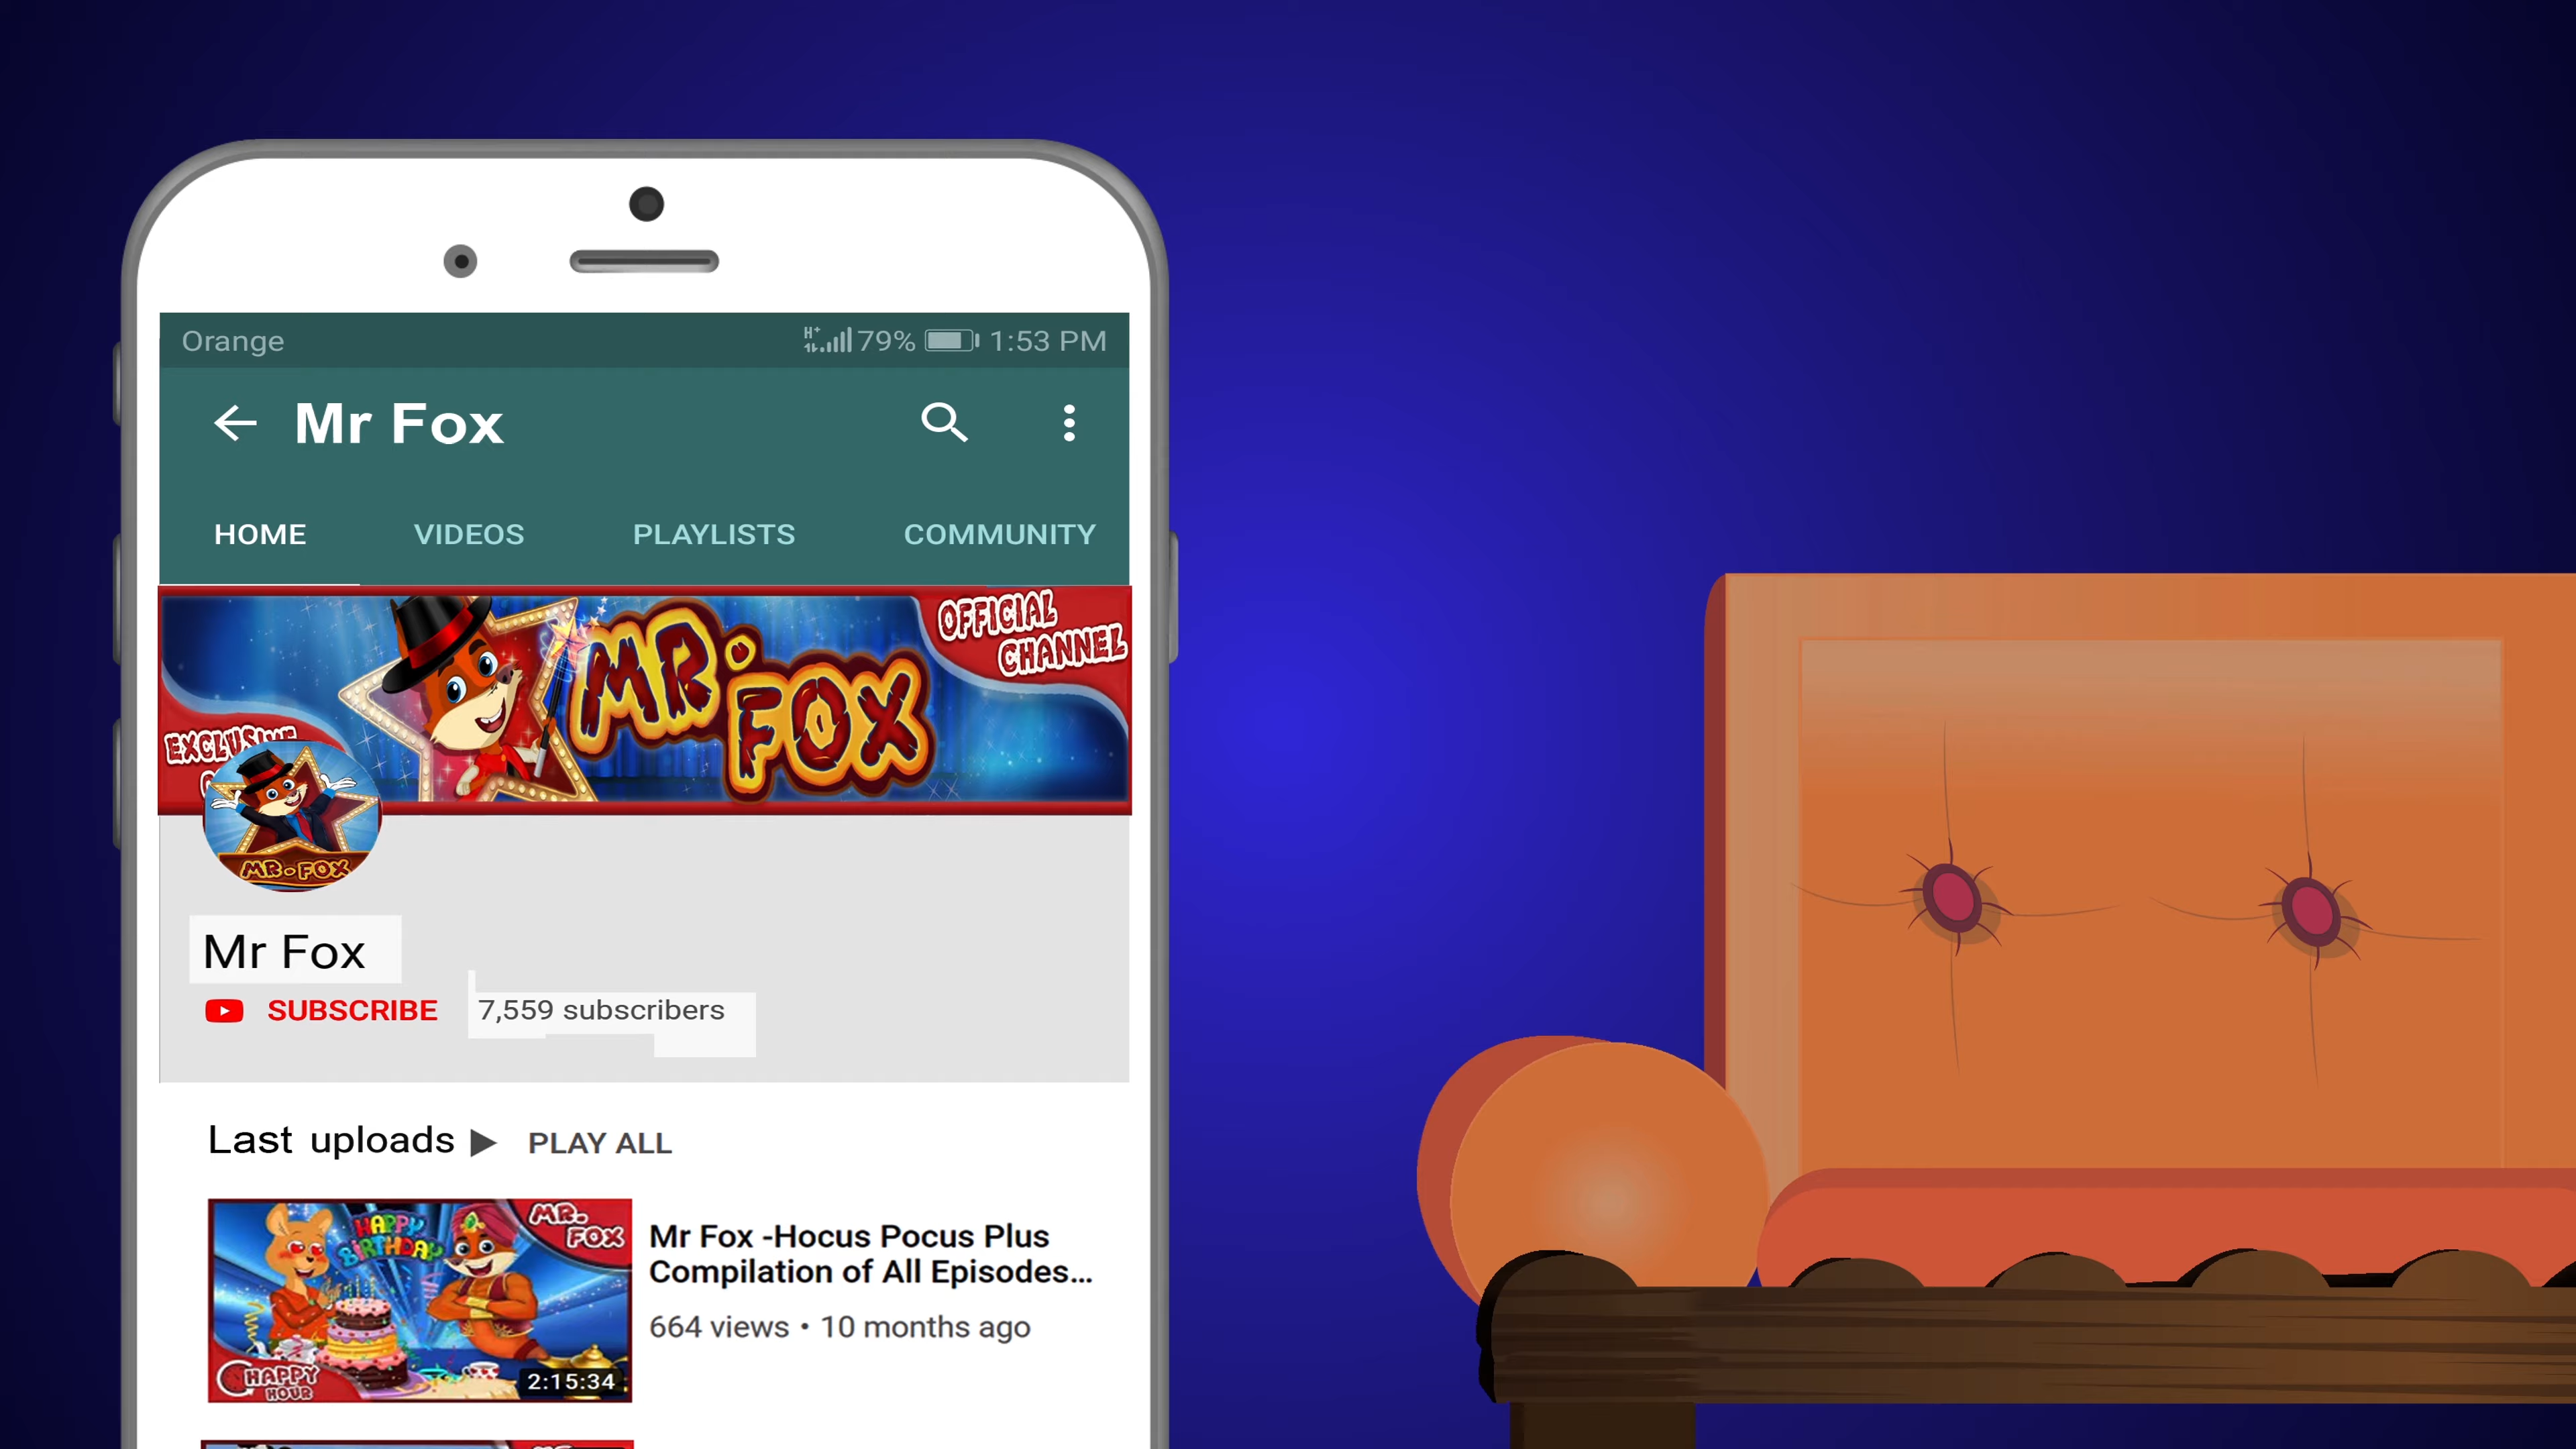 Orange
H+ 79% 1:53 PM
Mr Fox
HOME VIDEOS PLAYLISTS COMMUNITY
OFFICIAL
CHANNEL
MR.
FOX
MR. FOX
Mr Fox
SUBSCRIBE 7,559 subscribers
Last uploads PLAY ALL
HAPPY
BIRTHDAY
MR.
FOX
HAPPY
HOUR
2:15:34
Mr Fox -Hocus Pocus Plus
Compilation of All Episodes...
664 views • 10 months ago